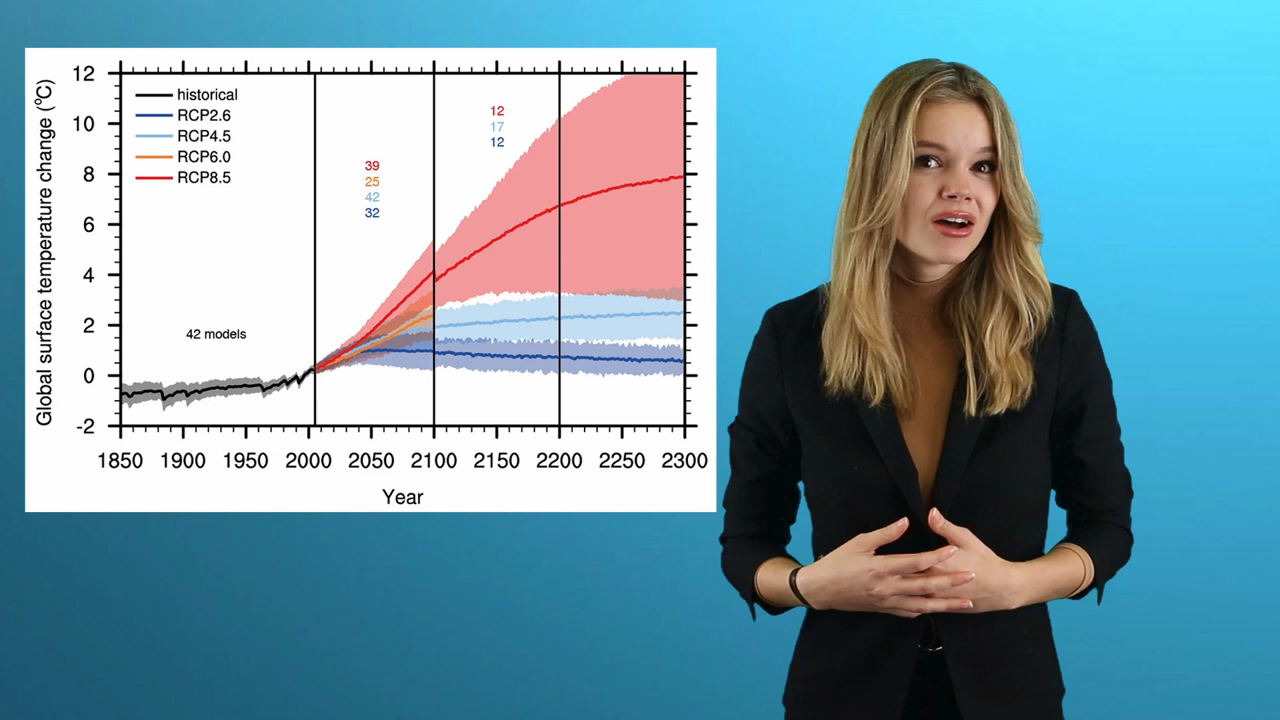 Global surface temperature change (°C)
12
10
8
6
4
2
0
-2
historical
RCP2.6
RCP4.5
RCP6.0
RCP8.5
39
25
42
32
12
17
12
42 models
1850 1900 1950 2000 2050 2100 2150 2200 2250 2300
Year